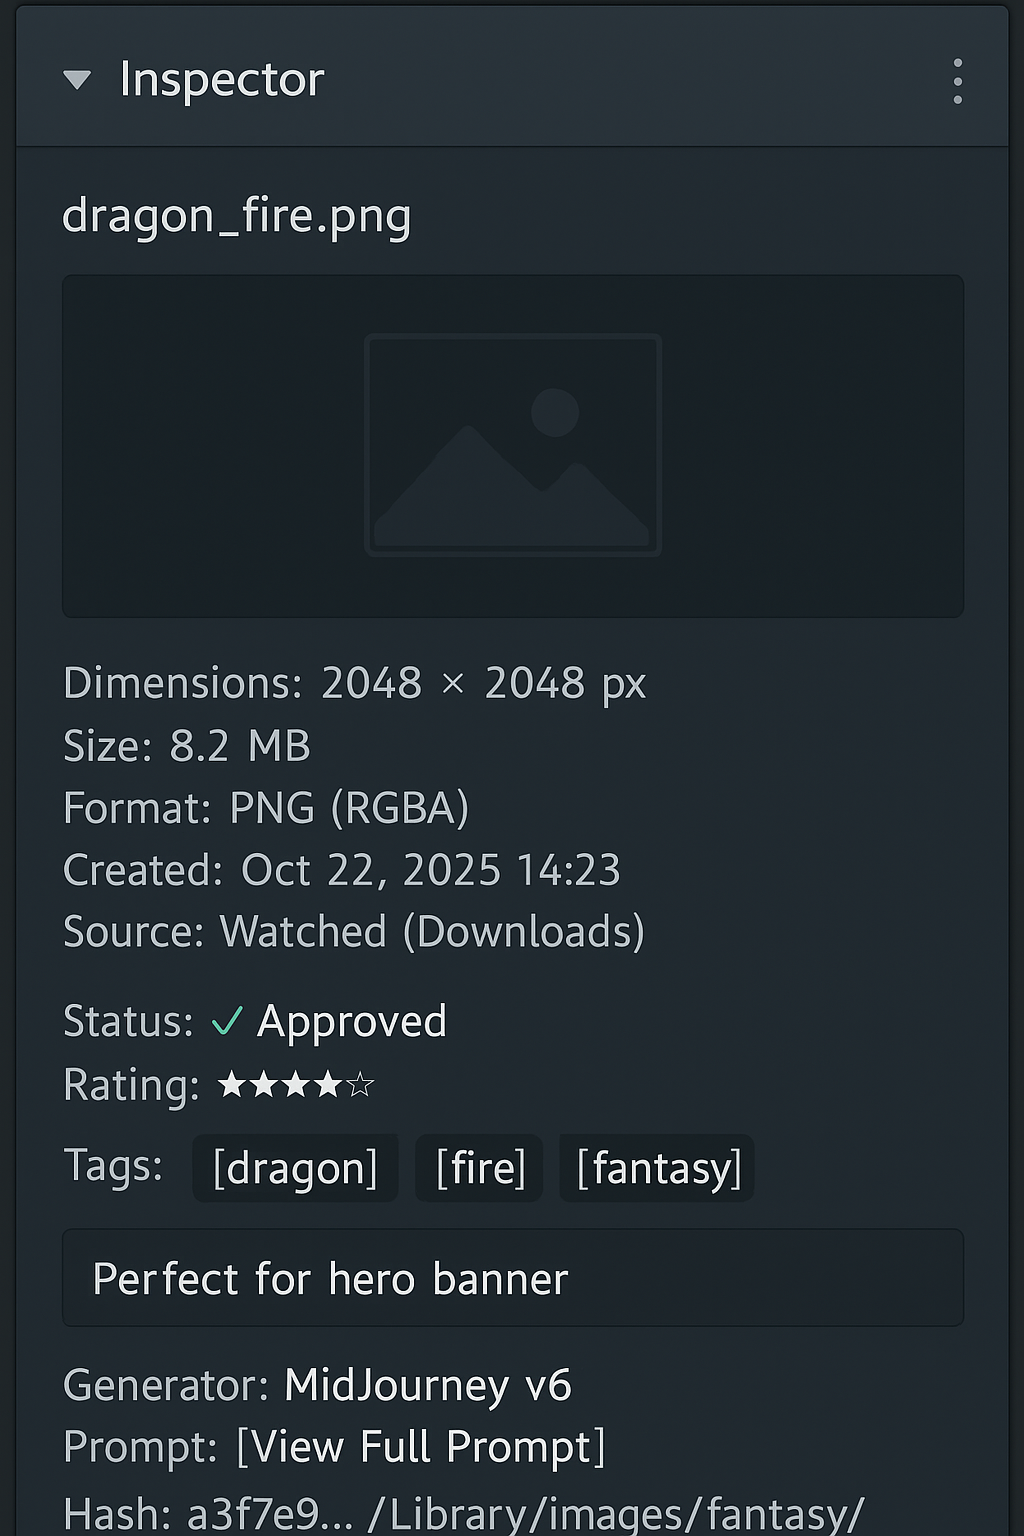 Inspector
dragon_fire.png
Dimensions: 2048 × 2048 px
Size: 8.2 MB
Format: PNG (RGBA)
Created: Oct 22, 2025 14:23
Source: Watched (Downloads)
Status: ✓ Approved
Rating: ★★★★☆
Tags: [dragon] [fire] [fantasy]
Perfect for hero banner
Generator: MidJourney v6
Prompt: [View Full Prompt]
Hash: a3f7e9... /Library/images/fantasy/